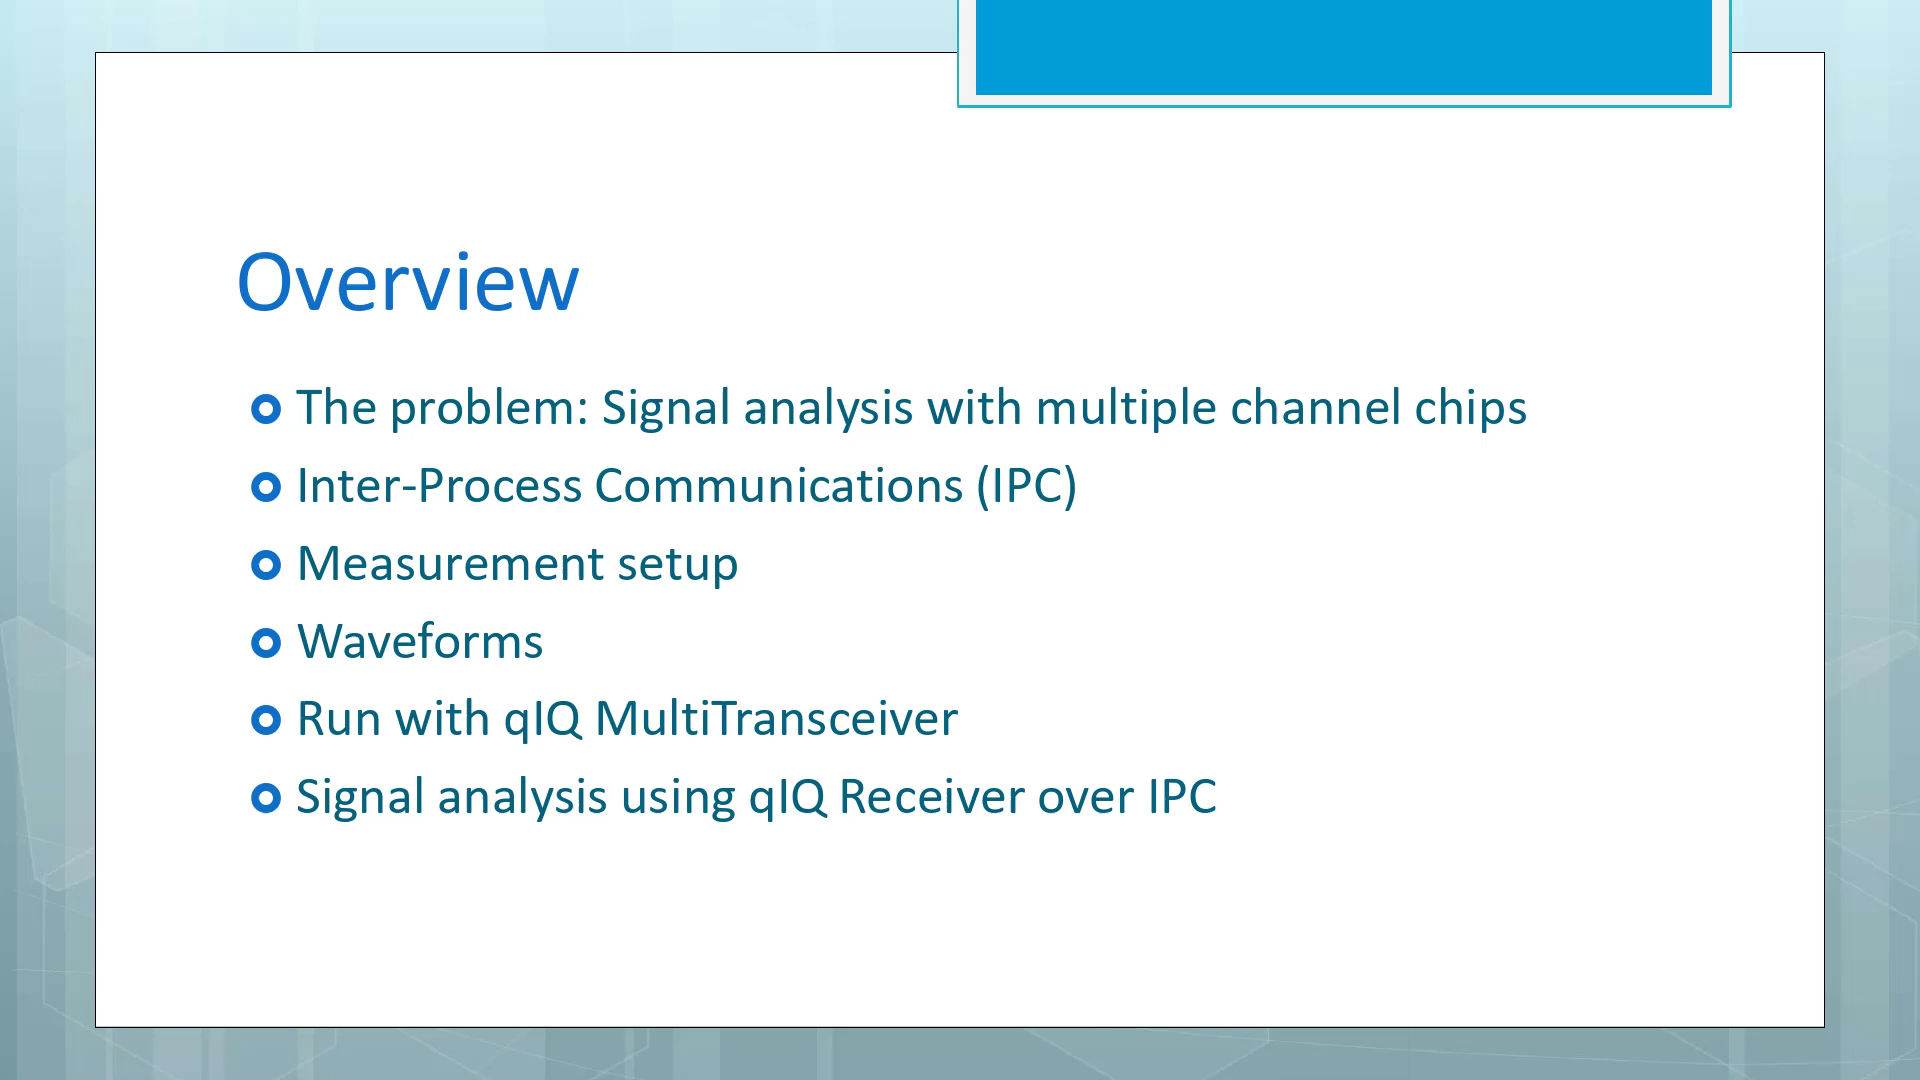 Overview
The problem: Signal analysis with multiple channel chips
Inter-Process Communications (IPC)
Measurement setup
Waveforms
Run with qIQ MultiTransceiver
Signal analysis using qIQ Receiver over IPC